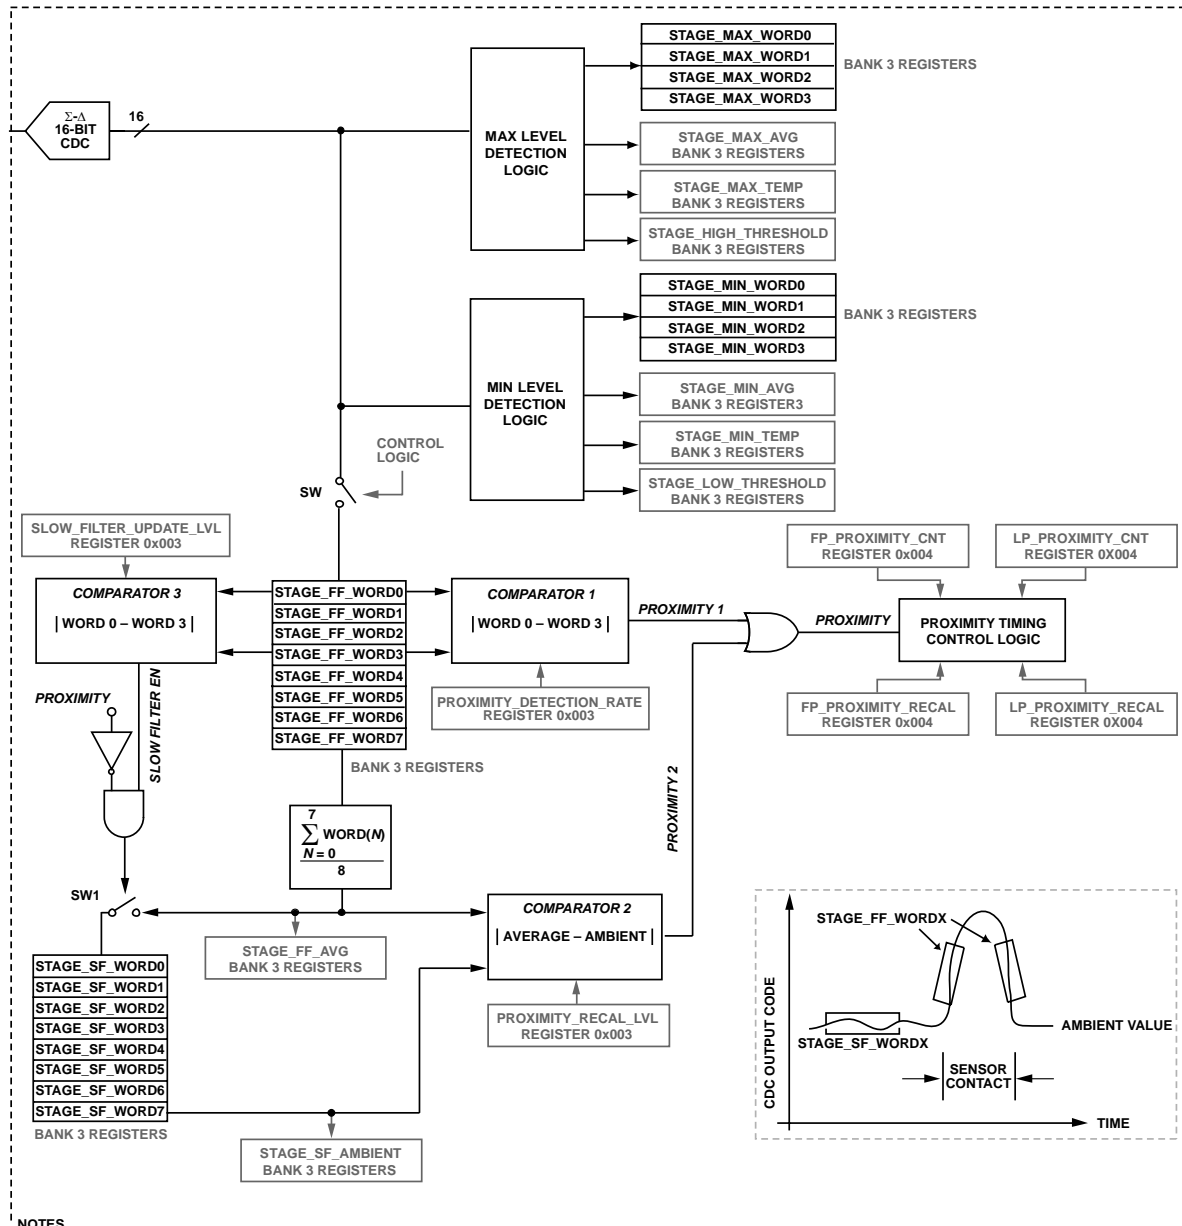 Σ-Δ
16-BIT
CDC
16
MAX LEVEL
DETECTION
LOGIC
STAGE_MAX_WORD0
STAGE_MAX_WORD1
STAGE_MAX_WORD2
STAGE_MAX_WORD3
BANK 3 REGISTERS
STAGE_MAX_AVG
BANK 3 REGISTERS
STAGE_MAX_TEMP
BANK 3 REGISTERS
STAGE_HIGH_THRESHOLD
BANK 3 REGISTERS
MIN LEVEL
DETECTION
LOGIC
STAGE_MIN_WORD0
STAGE_MIN_WORD1
STAGE_MIN_WORD2
STAGE_MIN_WORD3
BANK 3 REGISTERS
STAGE_MIN_AVG
BANK 3 REGISTER3
STAGE_MIN_TEMP
BANK 3 REGISTERS
STAGE_LOW_THRESHOLD
BANK 3 REGISTERS
CONTROL
LOGIC
SW
SLOW_FILTER_UPDATE_LVL
REGISTER 0x003
COMPARATOR 3
|WORD 0 – WORD 3|
STAGE_FF_WORD0
STAGE_FF_WORD1
STAGE_FF_WORD2
STAGE_FF_WORD3
STAGE_FF_WORD4
STAGE_FF_WORD5
STAGE_FF_WORD6
STAGE_FF_WORD7
BANK 3 REGISTERS
COMPARATOR 1
|WORD 0 – WORD 3|
PROXIMITY_DETECTION_RATE
REGISTER 0x003
PROXIMITY 1
PROXIMITY
FP_PROXIMITY_CNT
REGISTER 0x004
LP_PROXIMITY_CNT
REGISTER 0X004
PROXIMITY TIMING
CONTROL LOGIC
FP_PROXIMITY_RECAL
REGISTER 0x004
LP_PROXIMITY_RECAL
REGISTER 0X004
PROXIMITY
SLOW FILTER EN
PROXIMITY 2
7
∑ WORD(N)
N = 0
8
SW1
STAGE_FF_AVG
BANK 3 REGISTERS
COMPARATOR 2
|AVERAGE – AMBIENT|
PROXIMITY_RECAL_LVL
REGISTER 0x003
STAGE_SF_WORD0
STAGE_SF_WORD1
STAGE_SF_WORD2
STAGE_SF_WORD3
STAGE_SF_WORD4
STAGE_SF_WORD5
STAGE_SF_WORD6
STAGE_SF_WORD7
BANK 3 REGISTERS
STAGE_SF_AMBIENT
BANK 3 REGISTERS
CDC OUTPUT CODE
STAGE_FF_WORDX
STAGE_SF_WORDX
AMBIENT VALUE
SENSOR
CONTACT
TIME
NOTES